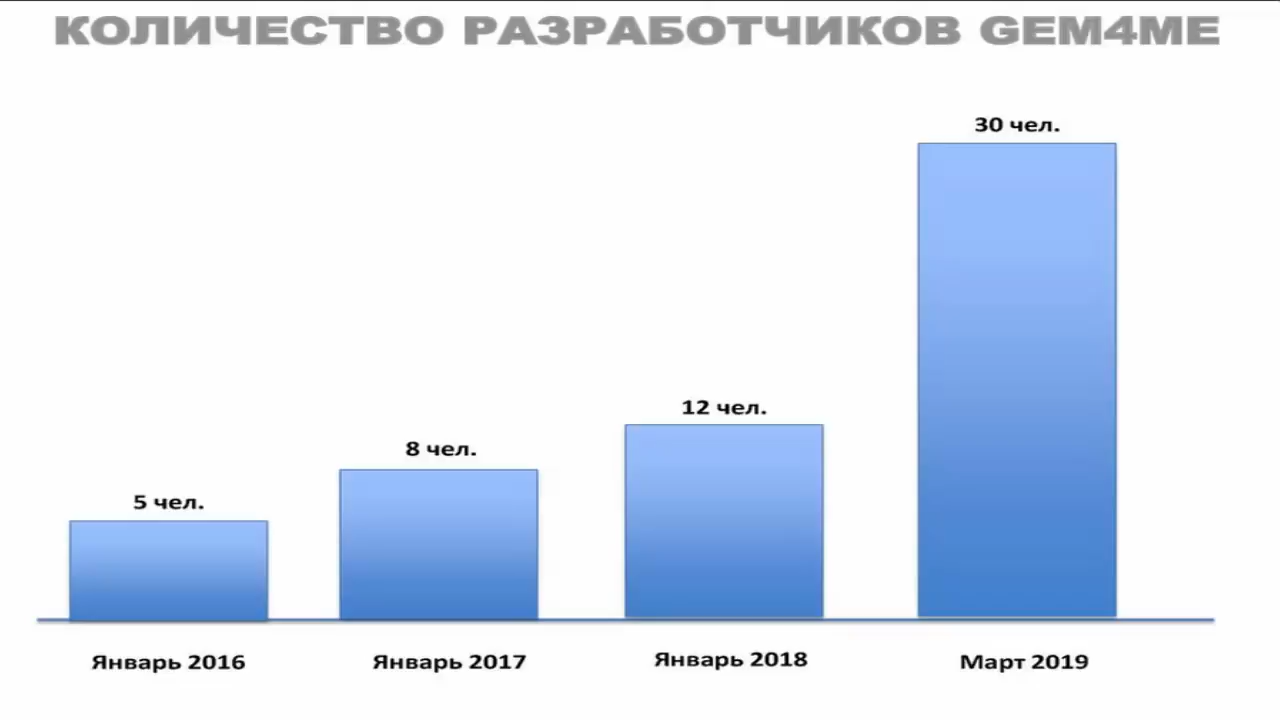 КОЛИЧЕСТВО РАЗРАБОТЧИКОВ GEM4ME
30 чел.
12 чел.
8 чел.
5 чел.
Январь 2016
Январь 2017
Январь 2018
Март 2019